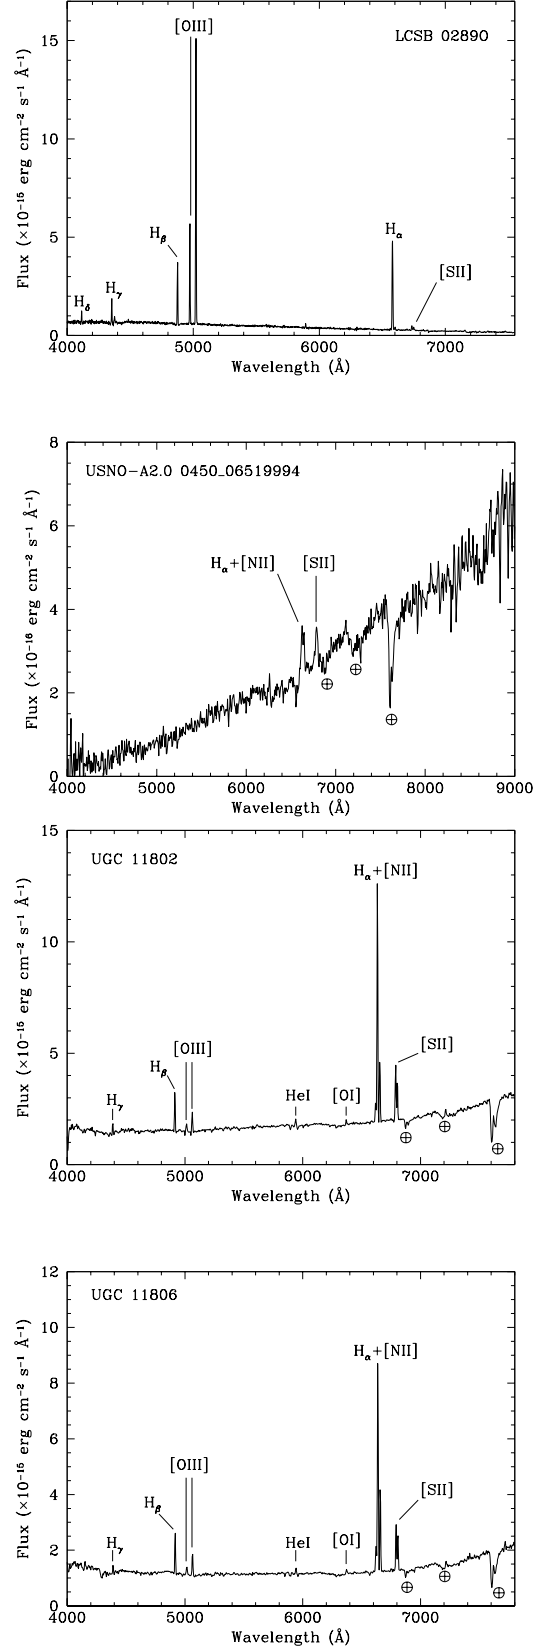 [OIII]
LCSB 0289O
15
10
5
0
Flux (×10⁻¹⁵ erg cm⁻² s⁻¹ Å⁻¹)
Hβ
Hα
[SII]
Hδ
Hγ
4000 5000 6000 7000
Wavelength (Å)
8
6
4
2
0
Flux (×10⁻¹⁶ erg cm⁻² s⁻¹ Å⁻¹)
USNO−A2.0 0450_06519994
Hα+[NII]
[SII]
⊕
⊕
⊕
4000 5000 6000 7000 8000 9000
Wavelength (Å)
15
10
5
0
Flux (×10⁻¹⁵ erg cm⁻² s⁻¹ Å⁻¹)
UGC 11802
Hα+[NII]
[OIII]
[SII]
Hβ
Hγ
HeI
[OI]
⊕
⊕
⊕
4000 5000 6000 7000
Wavelength (Å)
12
10
8
6
4
2
0
Flux (×10⁻¹⁵ erg cm⁻² s⁻¹ Å⁻¹)
UGC 11806
Hα+[NII]
[OIII]
[SII]
Hβ
Hγ
HeI
[OI]
⊕
⊕
⊕
4000 5000 6000 7000
Wavelength (Å)